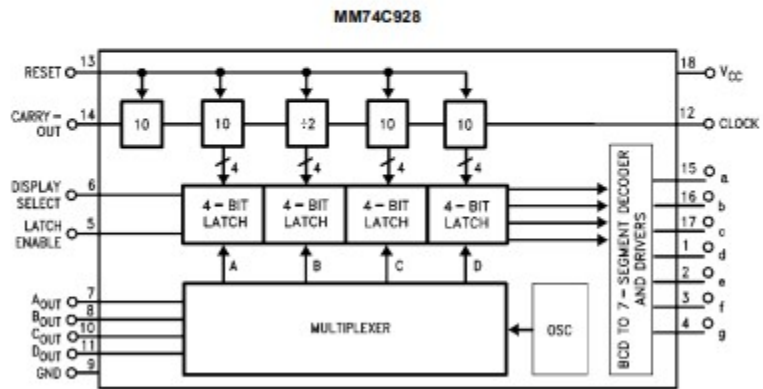 MM74C928
RESET 13
18 VCC
CARRY-OUT 14
10 10 ÷2 10 10
12 CLOCK
4 4 4 4
DISPLAY SELECT 6
LATCH ENABLE 5
4-BIT LATCH 4-BIT LATCH 4-BIT LATCH 4-BIT LATCH
A B C D
AOUT 7
BOUT 8
COUT 10
DOUT 11
GND 9
MULTIPLEXER
OSC
BCD TO 7-SEGMENT DECODER
AND DRIVERS
15 a
16 b
17 c
1 d
2 e
3 f
4 g